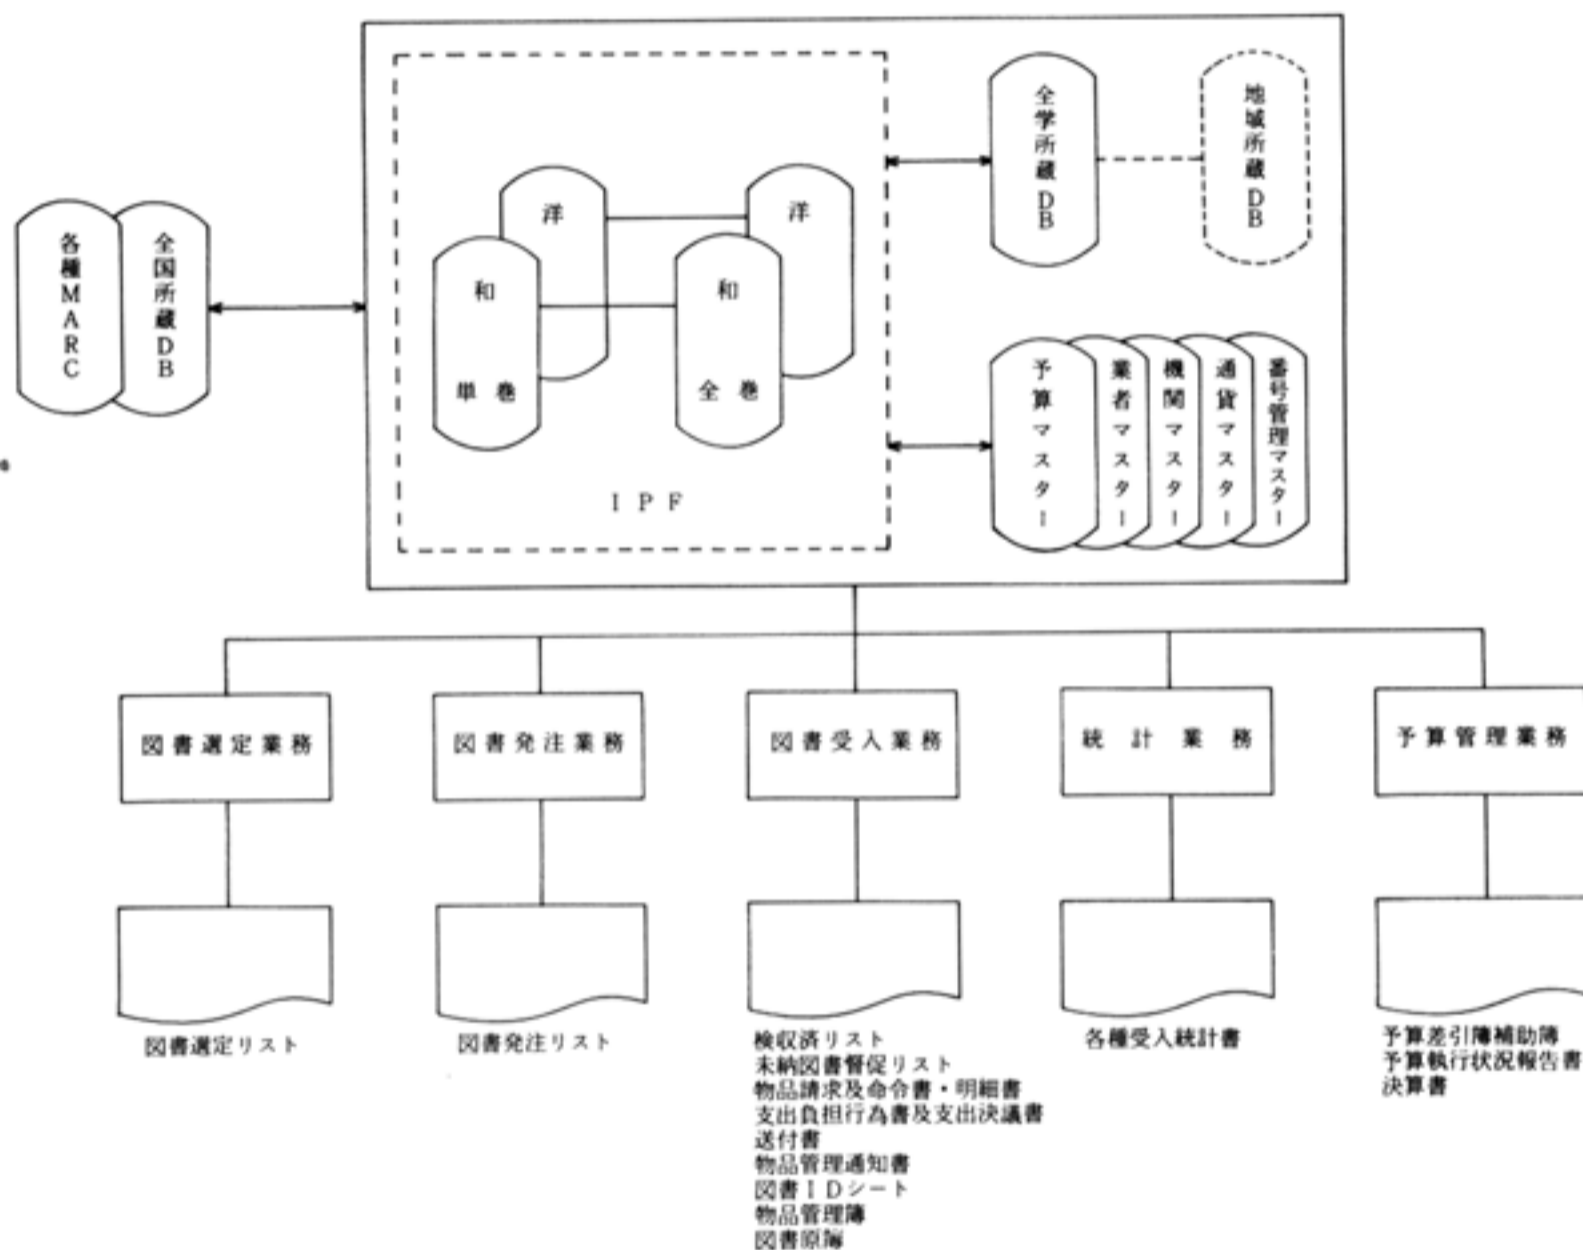 各種MARC
全国所蔵DB
洋
洋
和
単巻
和
全巻
IPF
全学所蔵DB
地域所蔵DB
予算マスター
業者マスター
機関マスター
通貨マスター
番号管理マスター
図書選定業務
図書発注業務
図書受入業務
統計業務
予算管理業務
図書選定リスト
図書発注リスト
検収済リスト
未納図書督促リスト
物品請求及命令書・明細書
支出負担行為書及支出決議書
送付書
物品管理通知書
図書IDシート
物品管理簿
図書原簿
各種受入統計書
予算差引簿補助簿
予算執行状況報告書
決算書